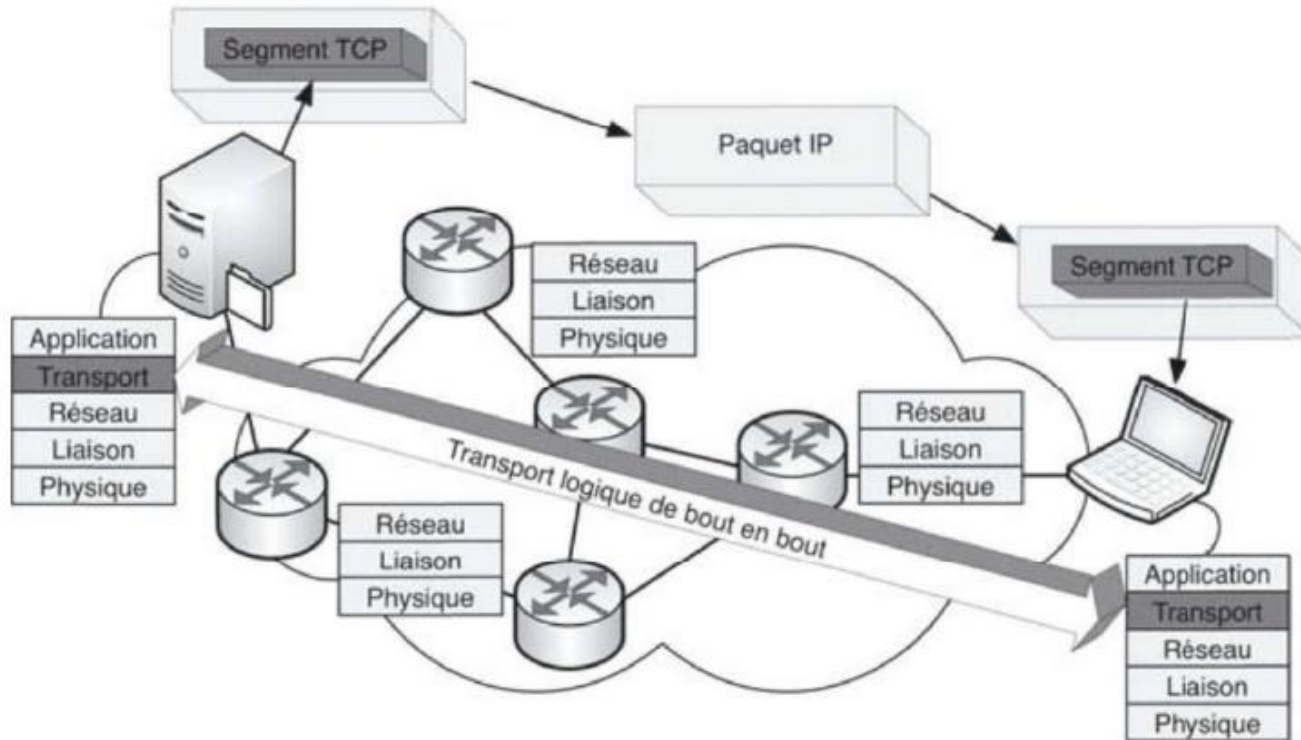 Segment TCP
Paquet IP
Segment TCP
Réseau
Liaison
Physique
Application
Transport
Réseau
Liaison
Physique
Réseau
Liaison
Physique
Transport logique de bout en bout
Réseau
Liaison
Physique
Application
Transport
Réseau
Liaison
Physique